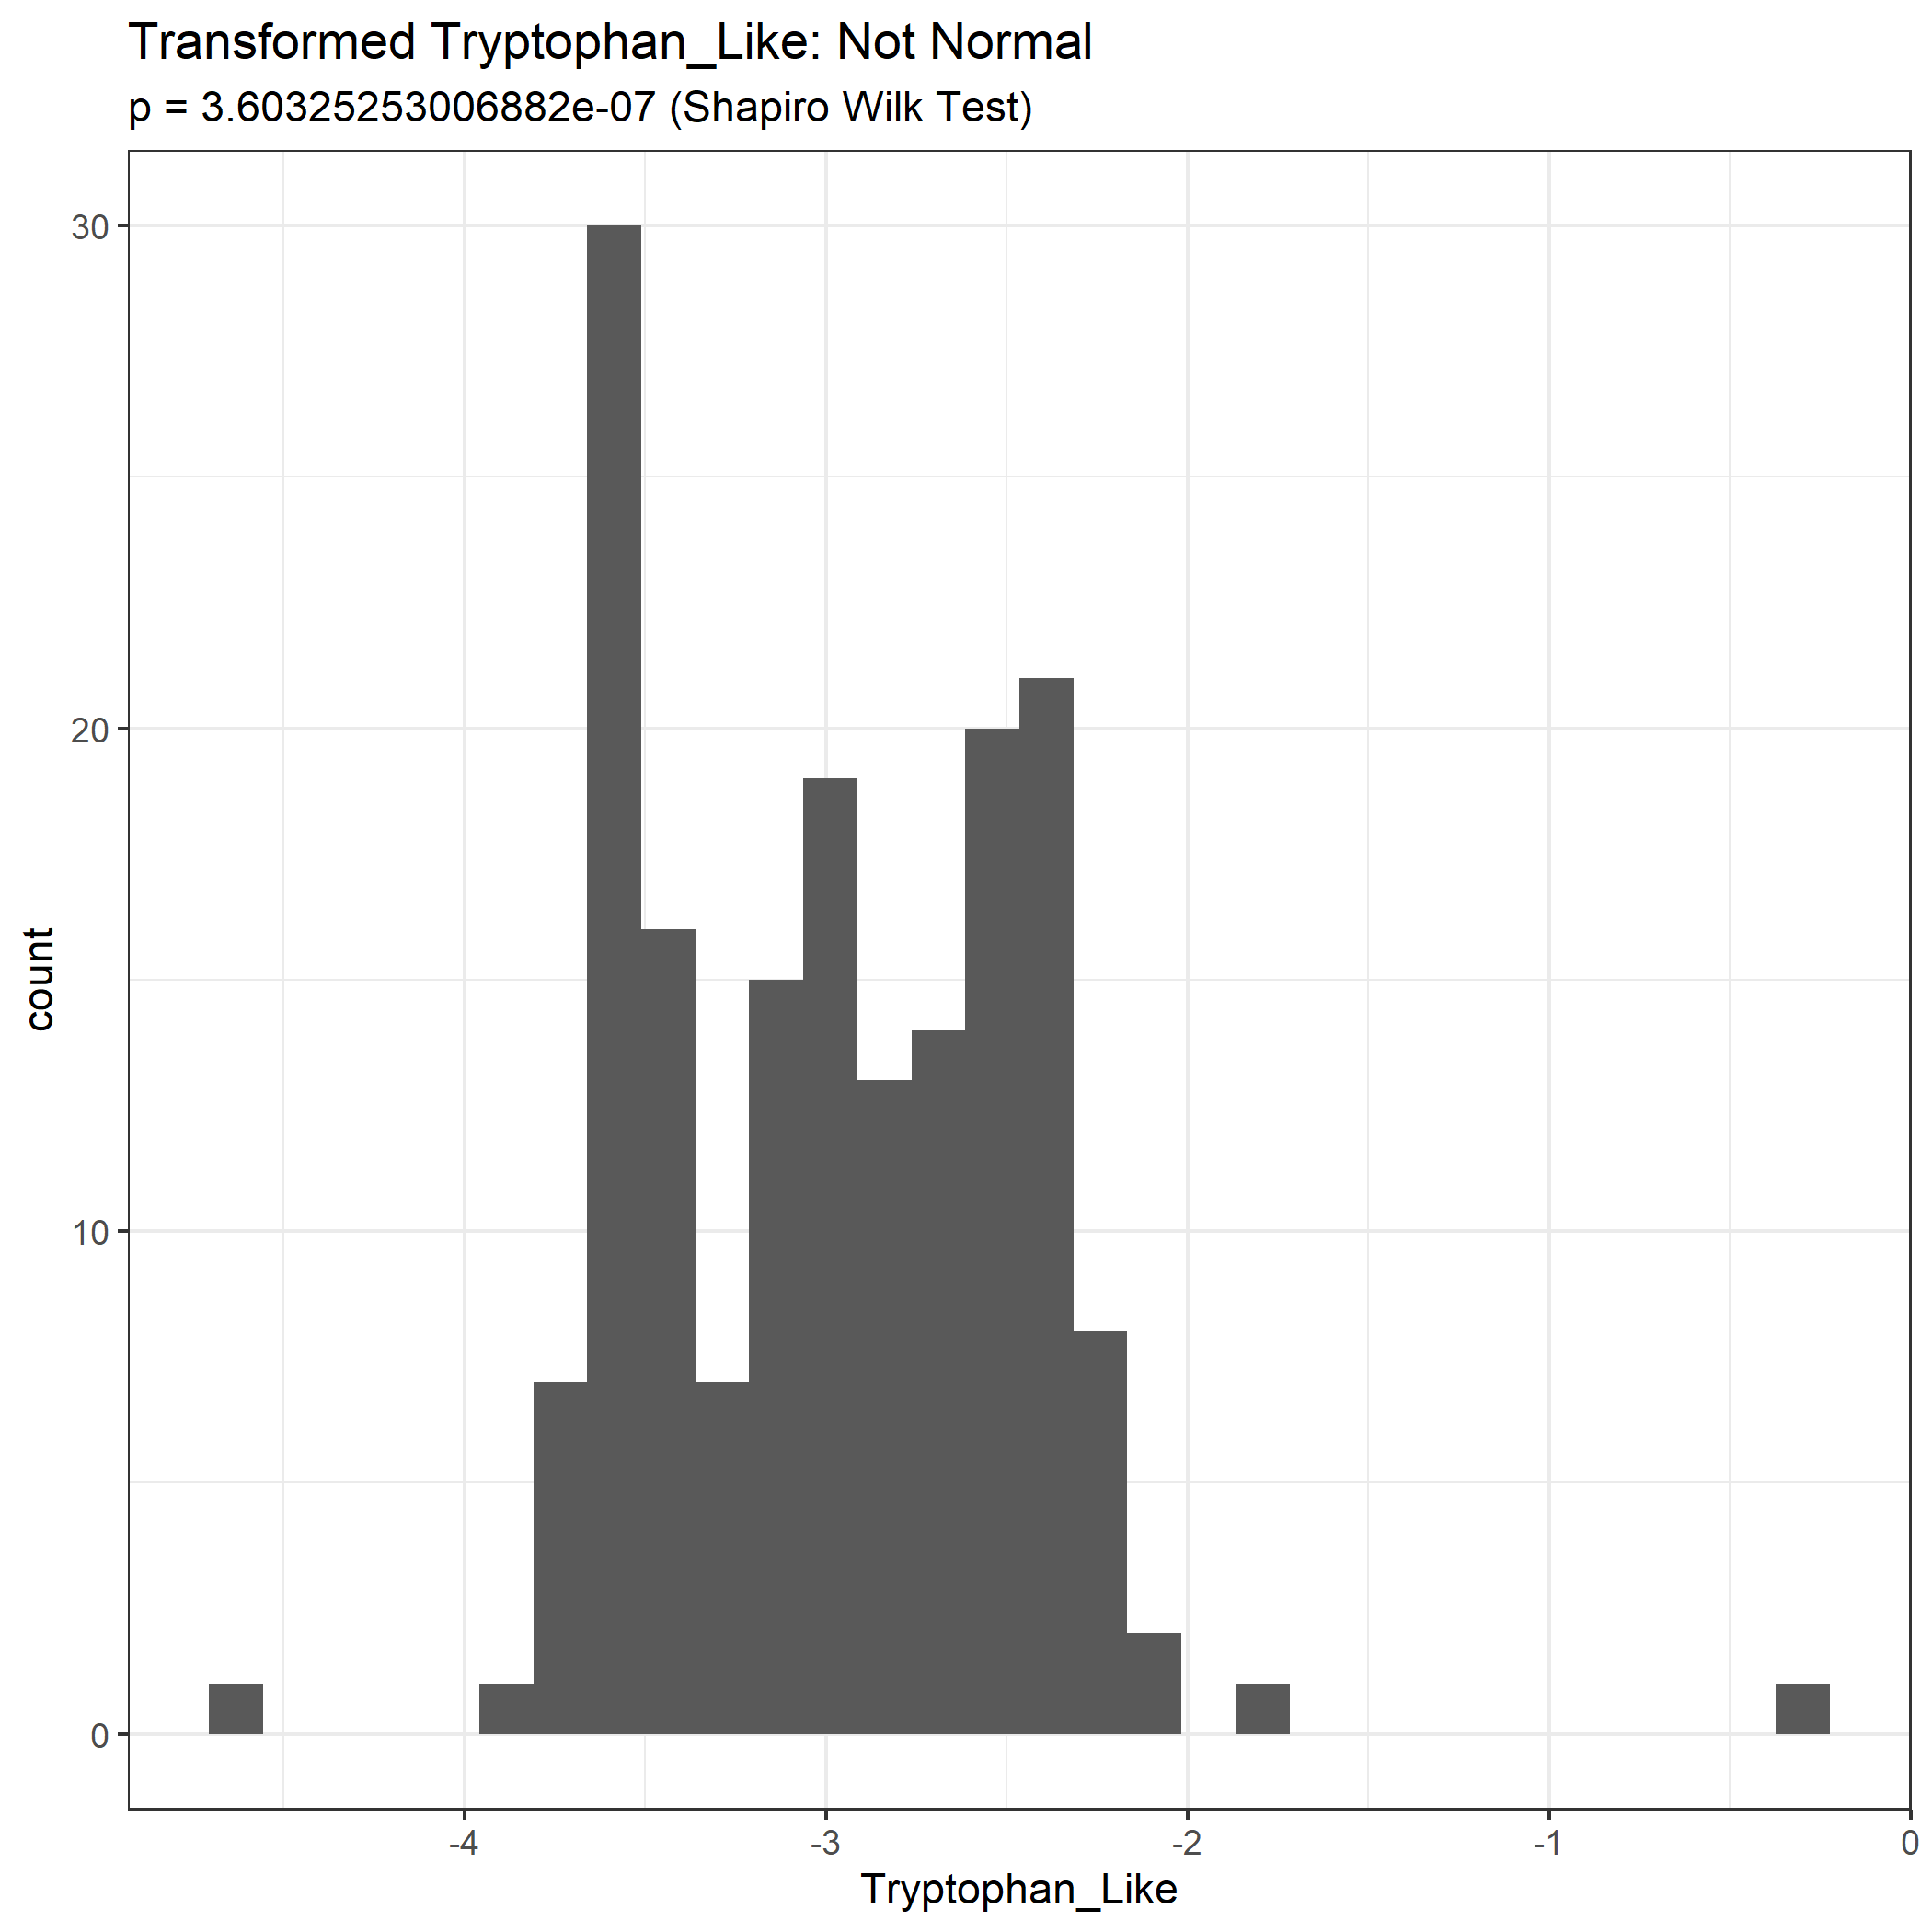 Transformed Tryptophan_Like: Not Normal
p = 3.60325253006882e-07 (Shapiro Wilk Test)
30
20
10
0
count
-4
-3
-2
-1
0
Tryptophan_Like